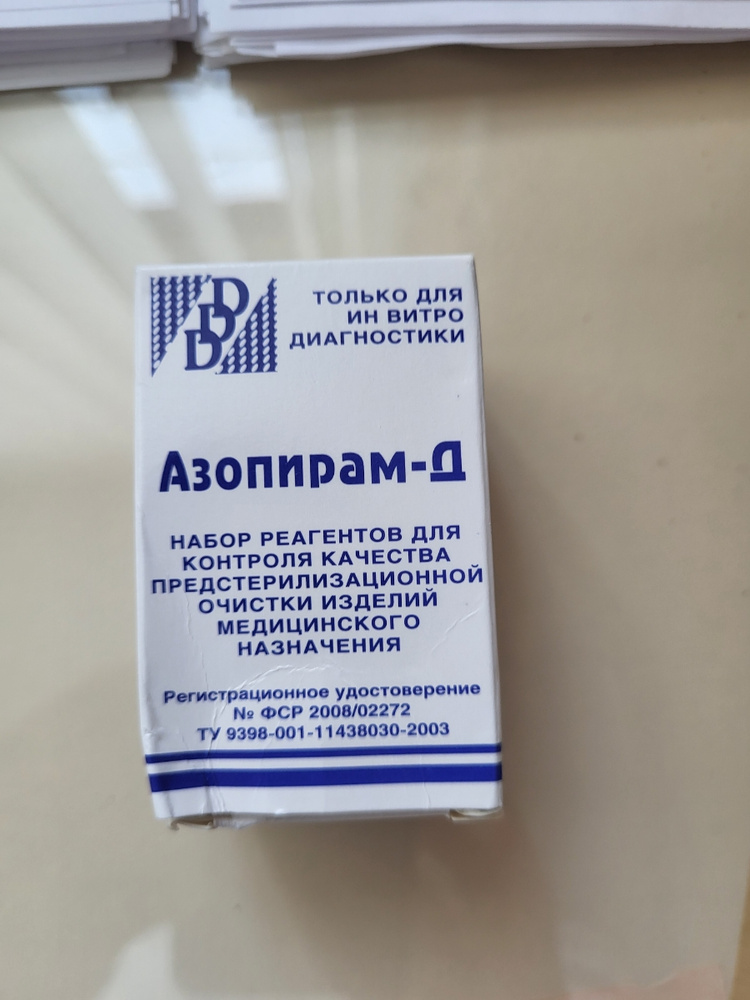 DDD
ТОЛЬКО ДЛЯ
ИН ВИТРО
ДИАГНОСТИКИ
Азопирам-Д
НАБОР РЕАГЕНТОВ ДЛЯ
КОНТРОЛЯ КАЧЕСТВА
ПРЕДСТЕРИЛИЗАЦИОННОЙ
ОЧИСТКИ ИЗДЕЛИЙ
МЕДИЦИНСКОГО
НАЗНАЧЕНИЯ
Регистрационное удостоверение
№ ФСР 2008/02272
ТУ 9398-001-11438030-2003